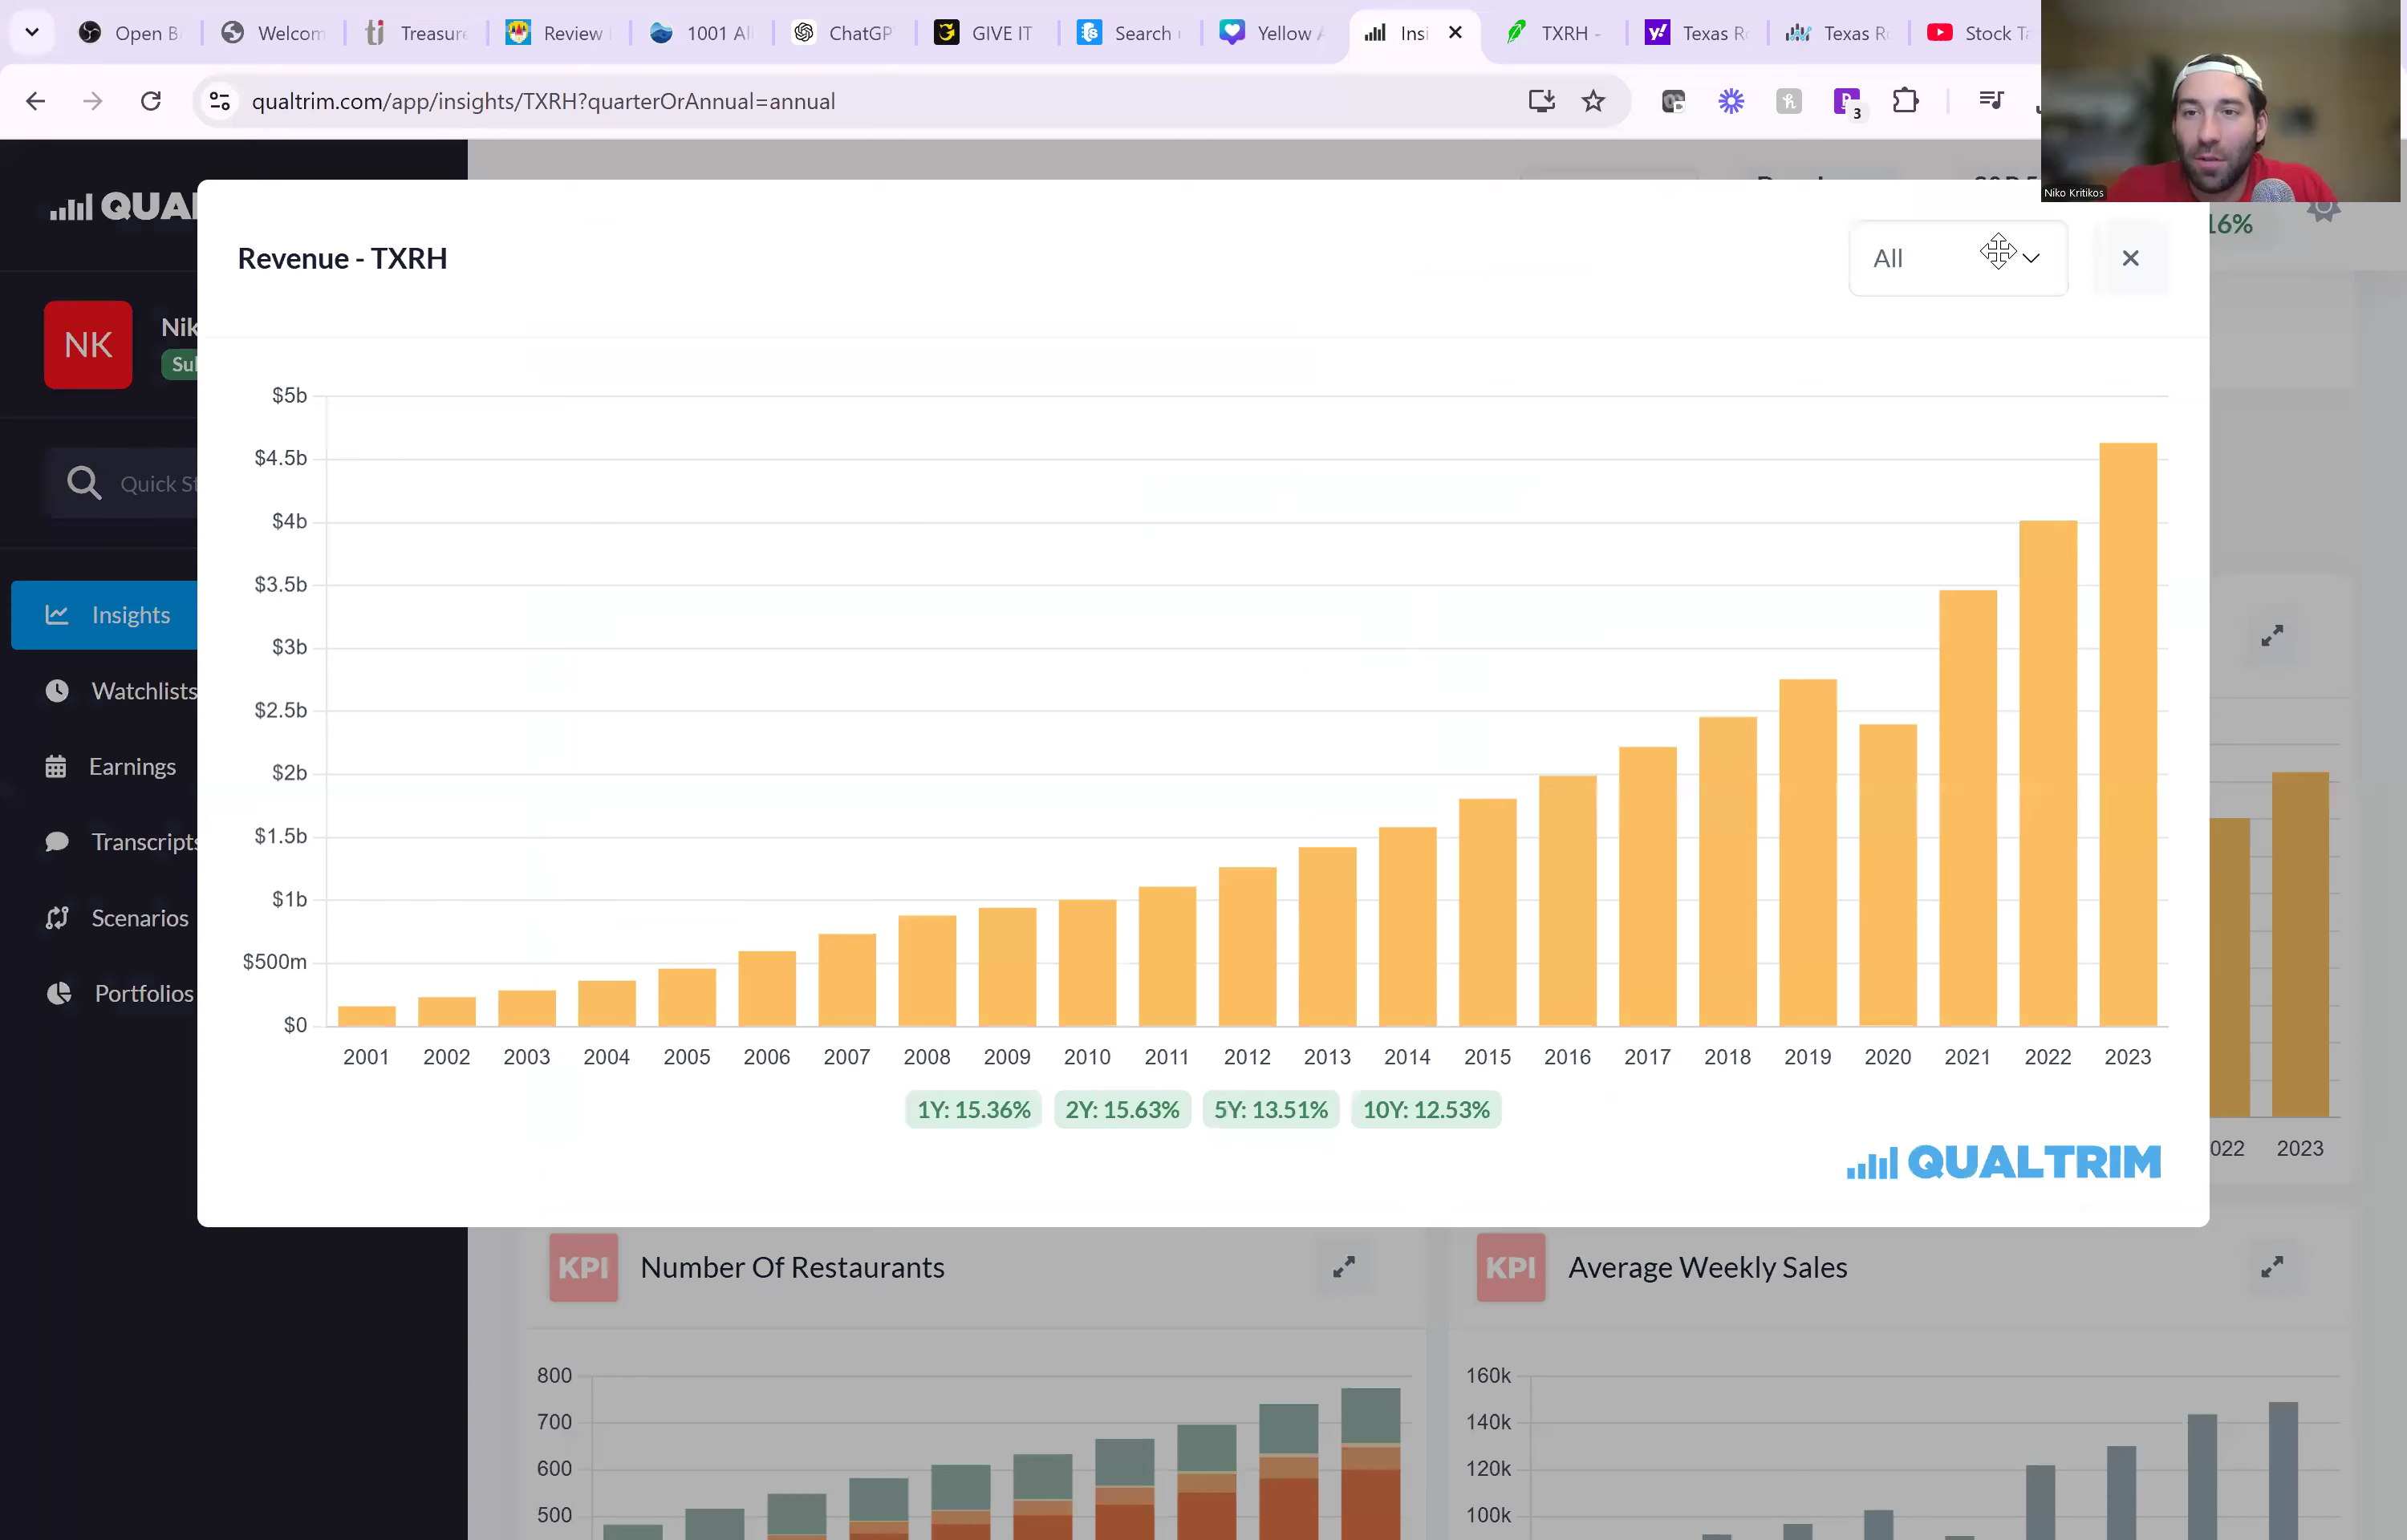 Open B
Welcom
Treasure
Review
1001 Al
ChatGP
GIVE IT
Search
Yellow
Insi
TXRH -
Texas R
Texas R
Stock Ta
qualtrim.com/app/insights/TXRH?quarterOrAnnual=annual
3
Niko Kritikos
QUAL
16%
Revenue - TXRH
All
NK
Nik
Sul
Quick St
Insights
Watchlists
Earnings
Transcripts
Scenarios
Portfolios
$5b
$4.5b
$4b
$3.5b
$3b
$2.5b
$2b
$1.5b
$1b
$500m
$0
2001 2002 2003 2004 2005 2006 2007 2008 2009 2010 2011 2012 2013 2014 2015 2016 2017 2018 2019 2020 2021 2022 2023
1Y: 15.36% 2Y: 15.63% 5Y: 13.51% 10Y: 12.53%
QUALTRIM
022 2023
KPI Number Of Restaurants
800
700
600
500
KPI Average Weekly Sales
160k
140k
120k
100k